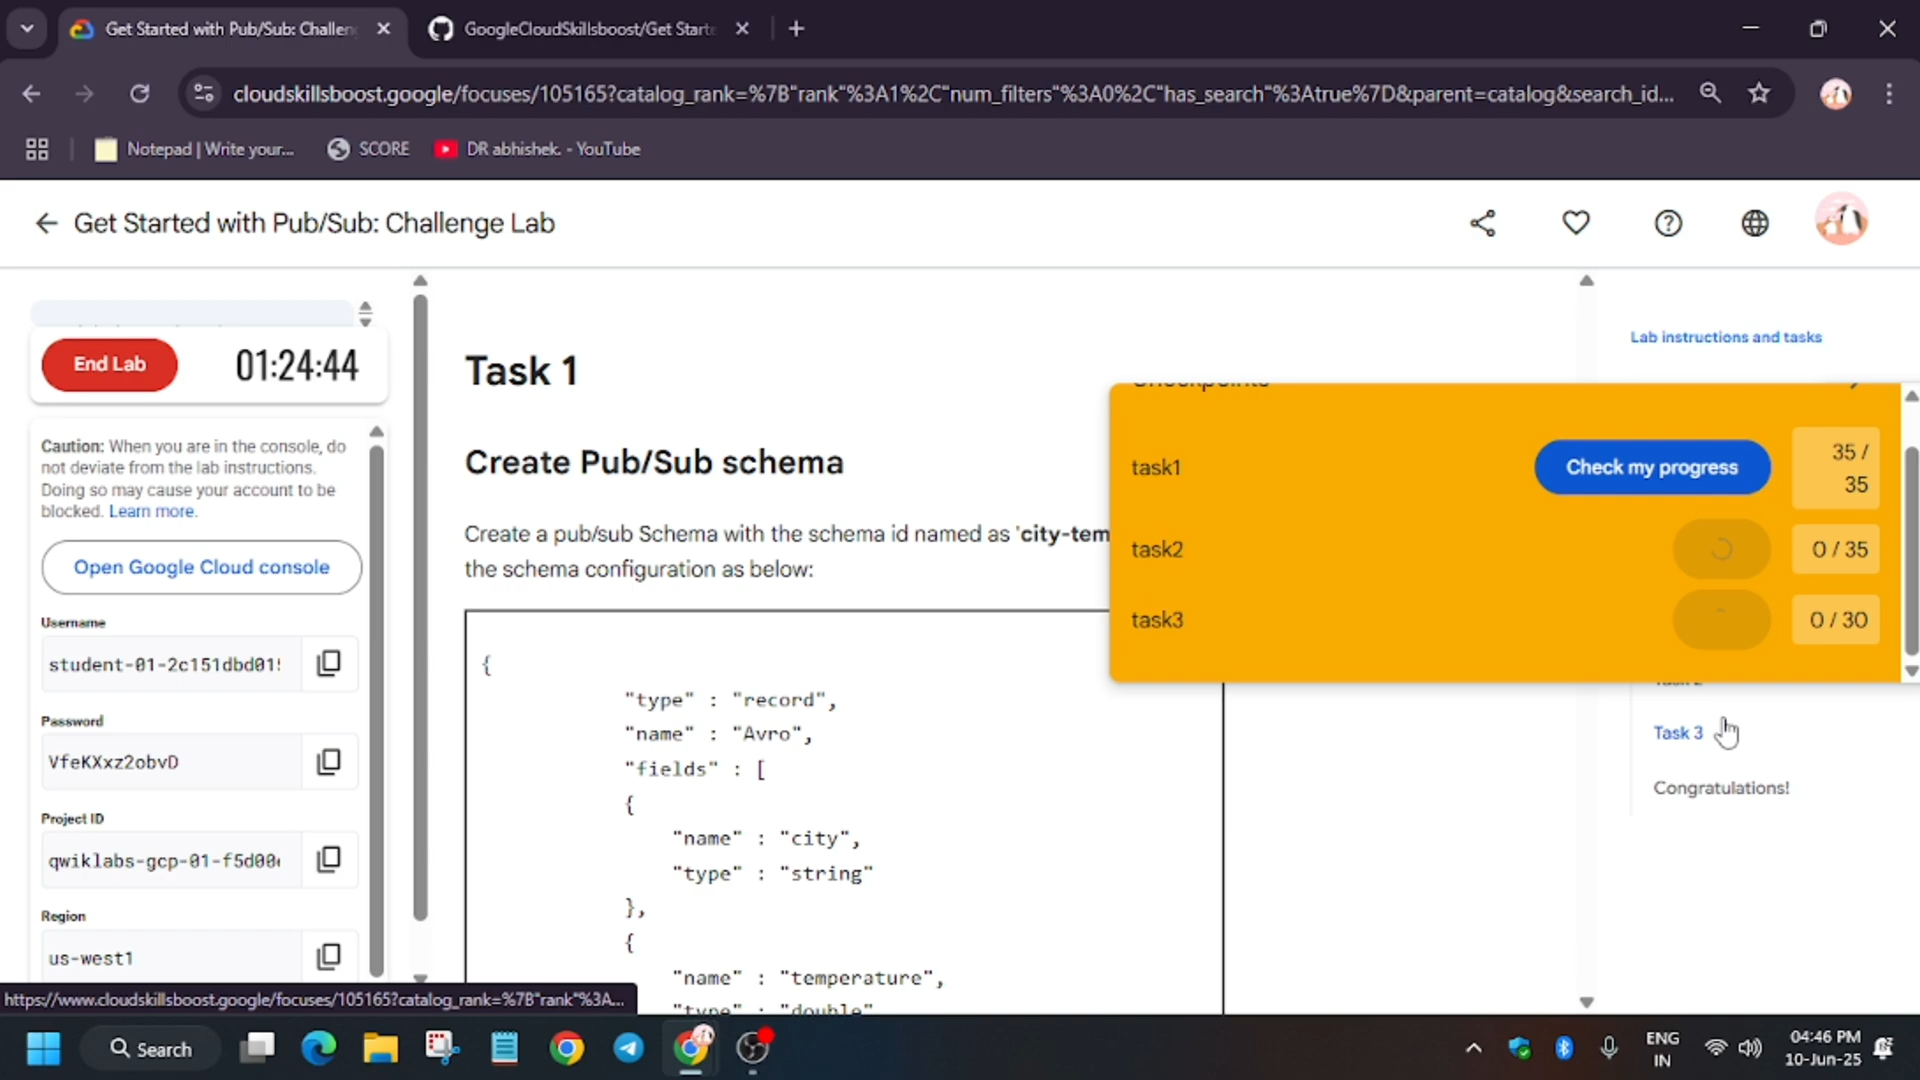 Get Started with Pub/Sub: Challen
GoogleCloudSkillsboost/Get Starte
cloudskillsboost.google/focuses/105165?catalog_rank=%7B"rank"%3A1%2C"num_filters"%3A0%2C"has_search"%3Atrue%7D&parent=catalog&search_id...
Notepad | Write your...
SCORE
DR abhishek. - YouTube
Get Started with Pub/Sub: Challenge Lab
End Lab
01:24:44
Caution: When you are in the console, do
not deviate from the lab instructions.
Doing so may cause your account to be
blocked. Learn more.
Open Google Cloud console
Username
student-01-2c151dbd01
Password
VfeKXxz2obvD
Project ID
qwiklabs-gcp-01-f5d00
Region
us-west1
Task 1
Create Pub/Sub schema
Create a pub/sub Schema with the schema id named as 'city-tem
the schema configuration as below:
{
"type" : "record",
"name" : "Avro",
"fields" : [
{
"name" : "city",
"type" : "string"
},
{
"name" : "temperature",
"type" : "double"
Lab instructions and tasks
Checkpoints
task1
Check my progress
35 /
35
task2
0 / 35
task3
0 / 30
Task 2
Task 3
Congratulations!
https://www.cloudskillsboost.google/focuses/105165?catalog_rank=%7B"rank"%3A...
Search
ENG
IN
04:46 PM
10-Jun-25